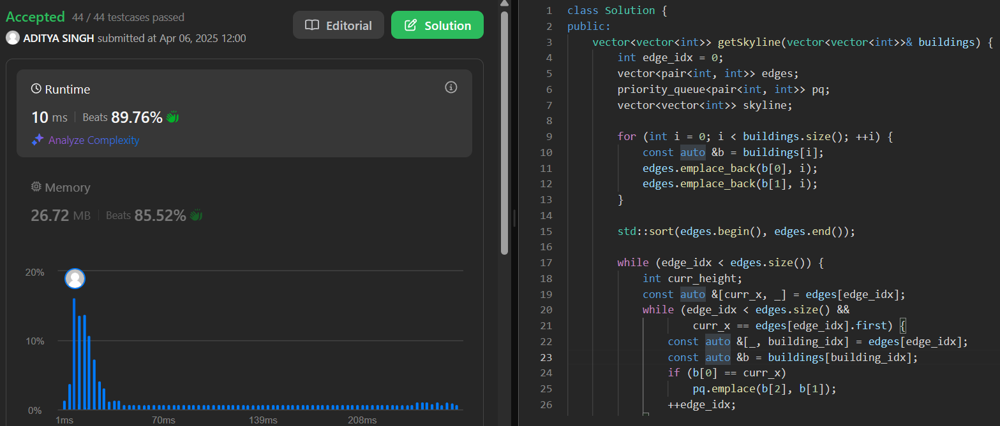 Accepted 44 / 44 testcases passed
Editorial
Solution
ADITYA SINGH submitted at Apr 06, 2025 12:00
Runtime
10 ms Beats 89.76%
Analyze Complexity
Memory
26.72 MB Beats 85.52%
20%
10%
0%
1ms 70ms 139ms 208ms
1 class Solution {
2 public:
3 vector<vector<int>> getSkyline(vector<vector<int>>& buildings) {
4 int edge_idx = 0;
5 vector<pair<int, int>> edges;
6 priority_queue<pair<int, int>> pq;
7 vector<vector<int>> skyline;
8
9 for (int i = 0; i < buildings.size(); ++i) {
10 const auto &b = buildings[i];
11 edges.emplace_back(b[0], i);
12 edges.emplace_back(b[1], i);
13 }
14
15 std::sort(edges.begin(), edges.end());
16
17 while (edge_idx < edges.size()) {
18 int curr_height;
19 const auto &[curr_x, _] = edges[edge_idx];
20 while (edge_idx < edges.size() &&
21 curr_x == edges[edge_idx].first) {
22 const auto &[_, building_idx] = edges[edge_idx];
23 const auto &b = buildings[building_idx];
24 if (b[0] == curr_x)
25 pq.emplace(b[2], b[1]);
26 ++edge_idx;